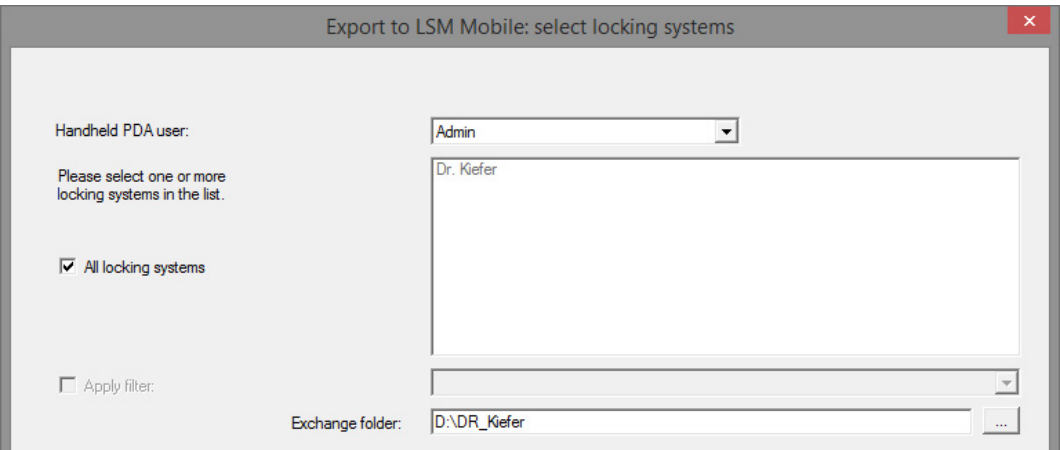 Export to LSM Mobile: select locking systems
Handheld PDA user:
Admin
Please select one or more
locking systems in the list.
Dr. Kiefer
All locking systems
Apply filter:
Exchange folder:
D:\DR_Kiefer
...